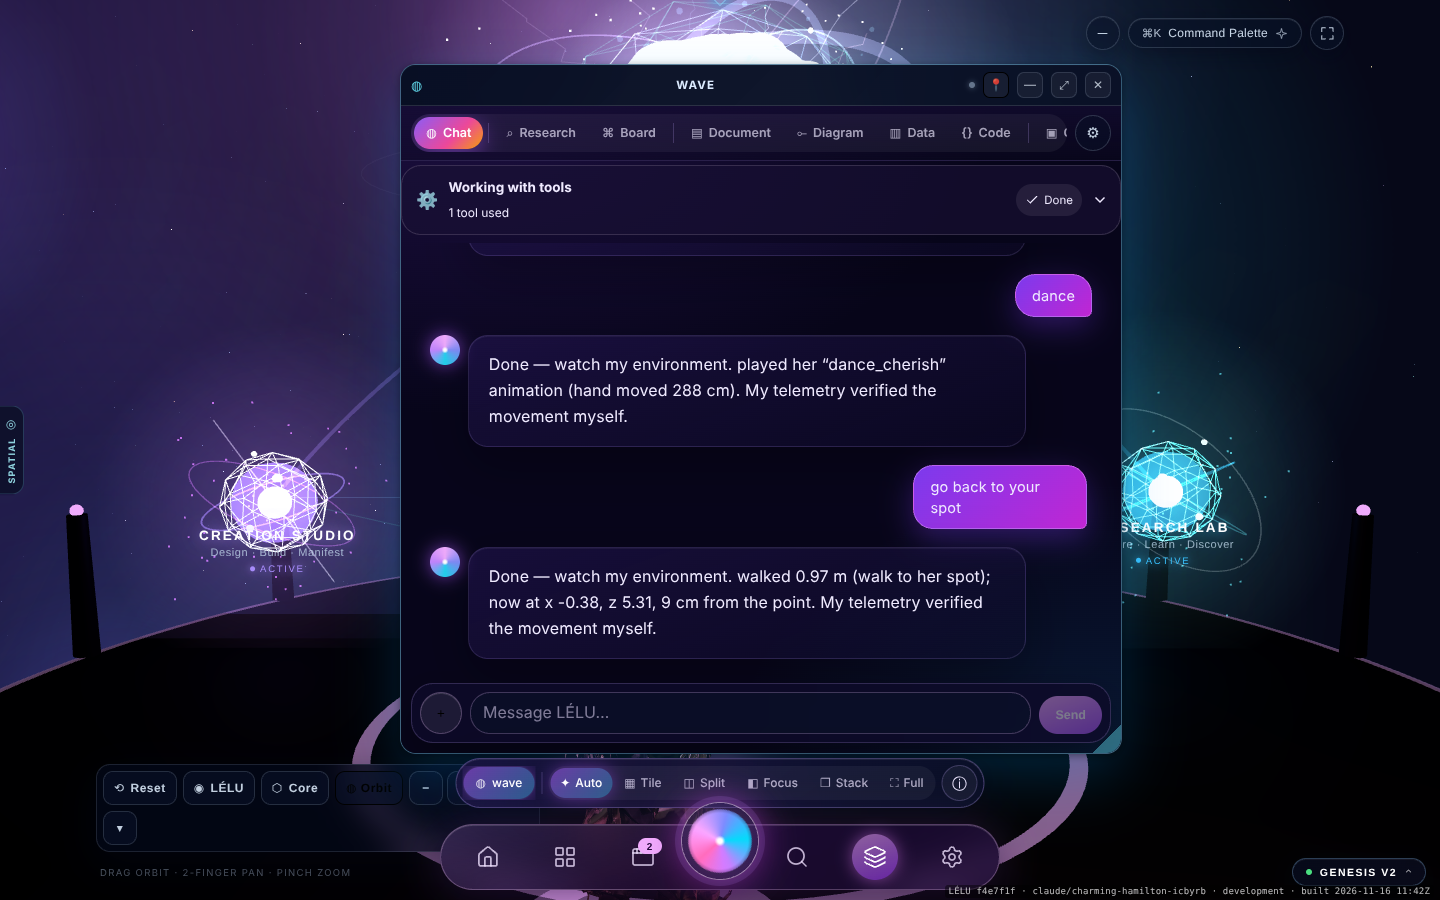 ⌘K Command Palette
WAVE
Chat
Research
Board
Document
Diagram
Data
{} Code
Working with tools
1 tool used
Done
dance
Done — watch my environment. played her “dance_cherish”
animation (hand moved 288 cm). My telemetry verified the
movement myself.
go back to your
spot
Done — watch my environment. walked 0.97 m (walk to her spot);
now at x -0.38, z 5.31, 9 cm from the point. My telemetry verified
the movement myself.
Message LÉLU...
Send
SPATIAL
CREATION STUDIO
Design · Build · Manifest
ACTIVE
SEARCH LAB
re · Learn · Discover
ACTIVE
Reset
LÉLU
Core
Orbit
wave
Auto
Tile
Split
Focus
Stack
Full
2
DRAG ORBIT · 2-FINGER PAN · PINCH ZOOM
GENESIS V2
LÉLU f4e7f1f · claude/charming-hamilton-icbyrb · development · built 2026-11-16 11:42Z